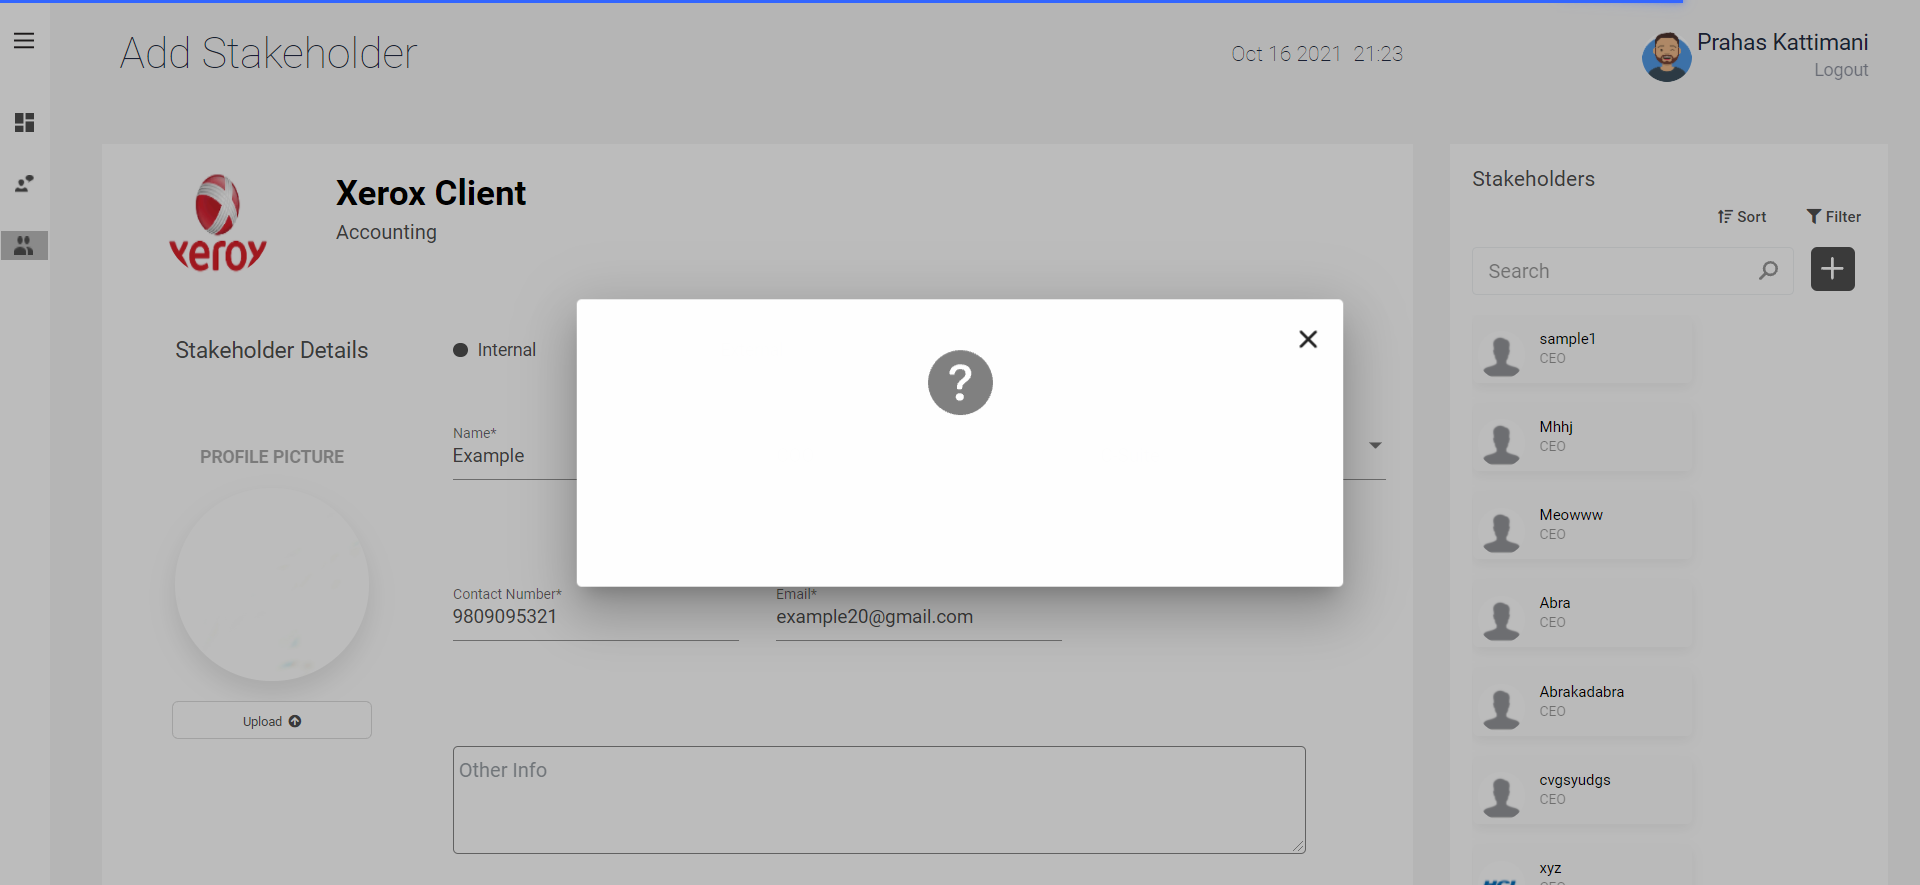 Add Stakeholder
Oct 16 2021 21:23
Prahas Kattimani
Logout
xeroy
Xerox Client
Accounting
Stakeholder Details
Internal
PROFILE PICTURE
Name*
Example
?
Contact Number*
9809095321
Email*
example20@gmail.com
Upload
Other Info
Stakeholders
Sort
Filter
Search
sample1
CEO
Mhhj
CEO
Meowww
CEO
Abra
CEO
Abrakadabra
CEO
cvgsyudgs
CEO
xyz